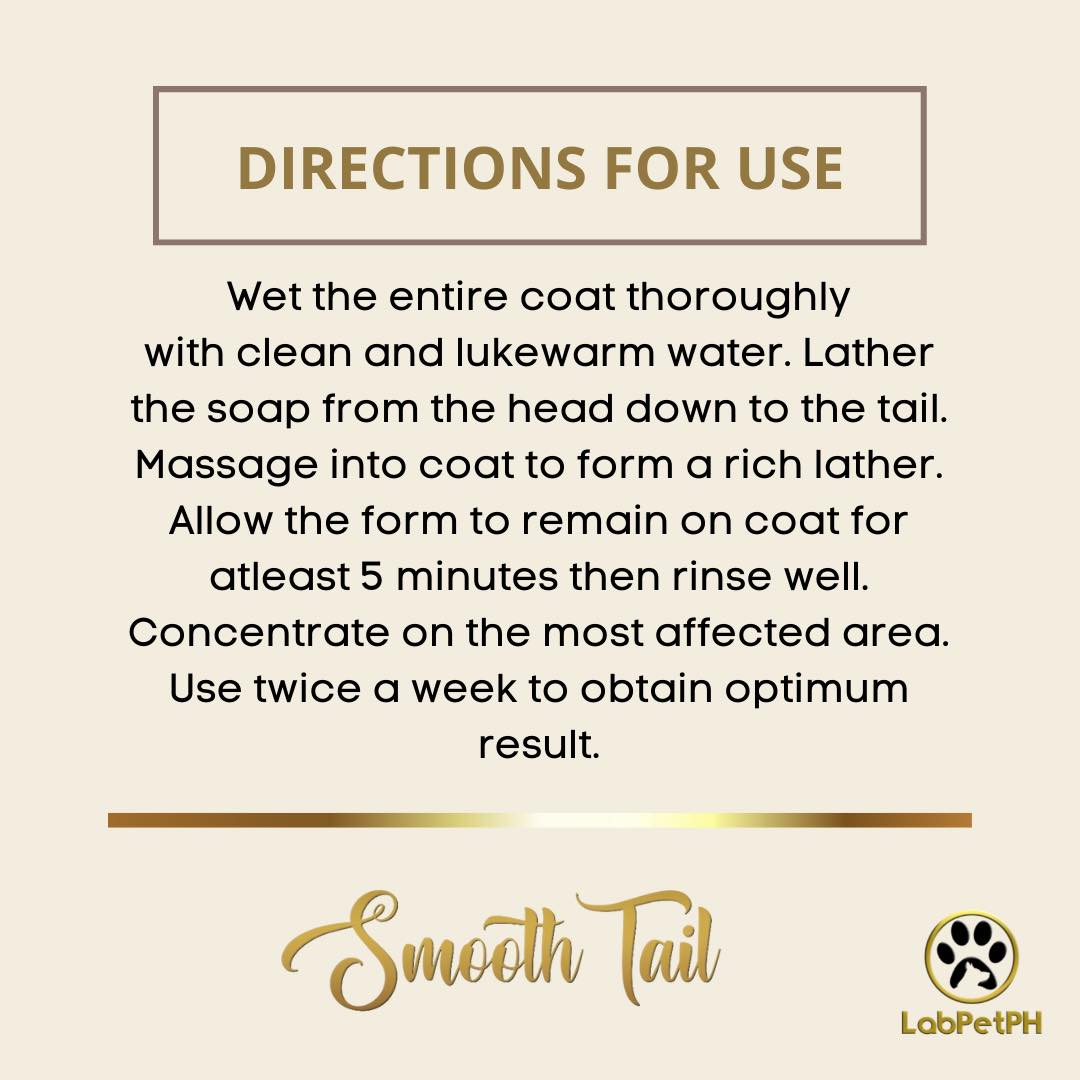 DIRECTIONS FOR USE
Wet the entire coat thoroughly
with clean and lukewarm water. Lather
the soap from the head down to the tail.
Massage into coat to form a rich lather.
Allow the form to remain on coat for
atleast 5 minutes then rinse well.
Concentrate on the most affected area.
Use twice a week to obtain optimum
result.
Smooth Tail
LabPetPH